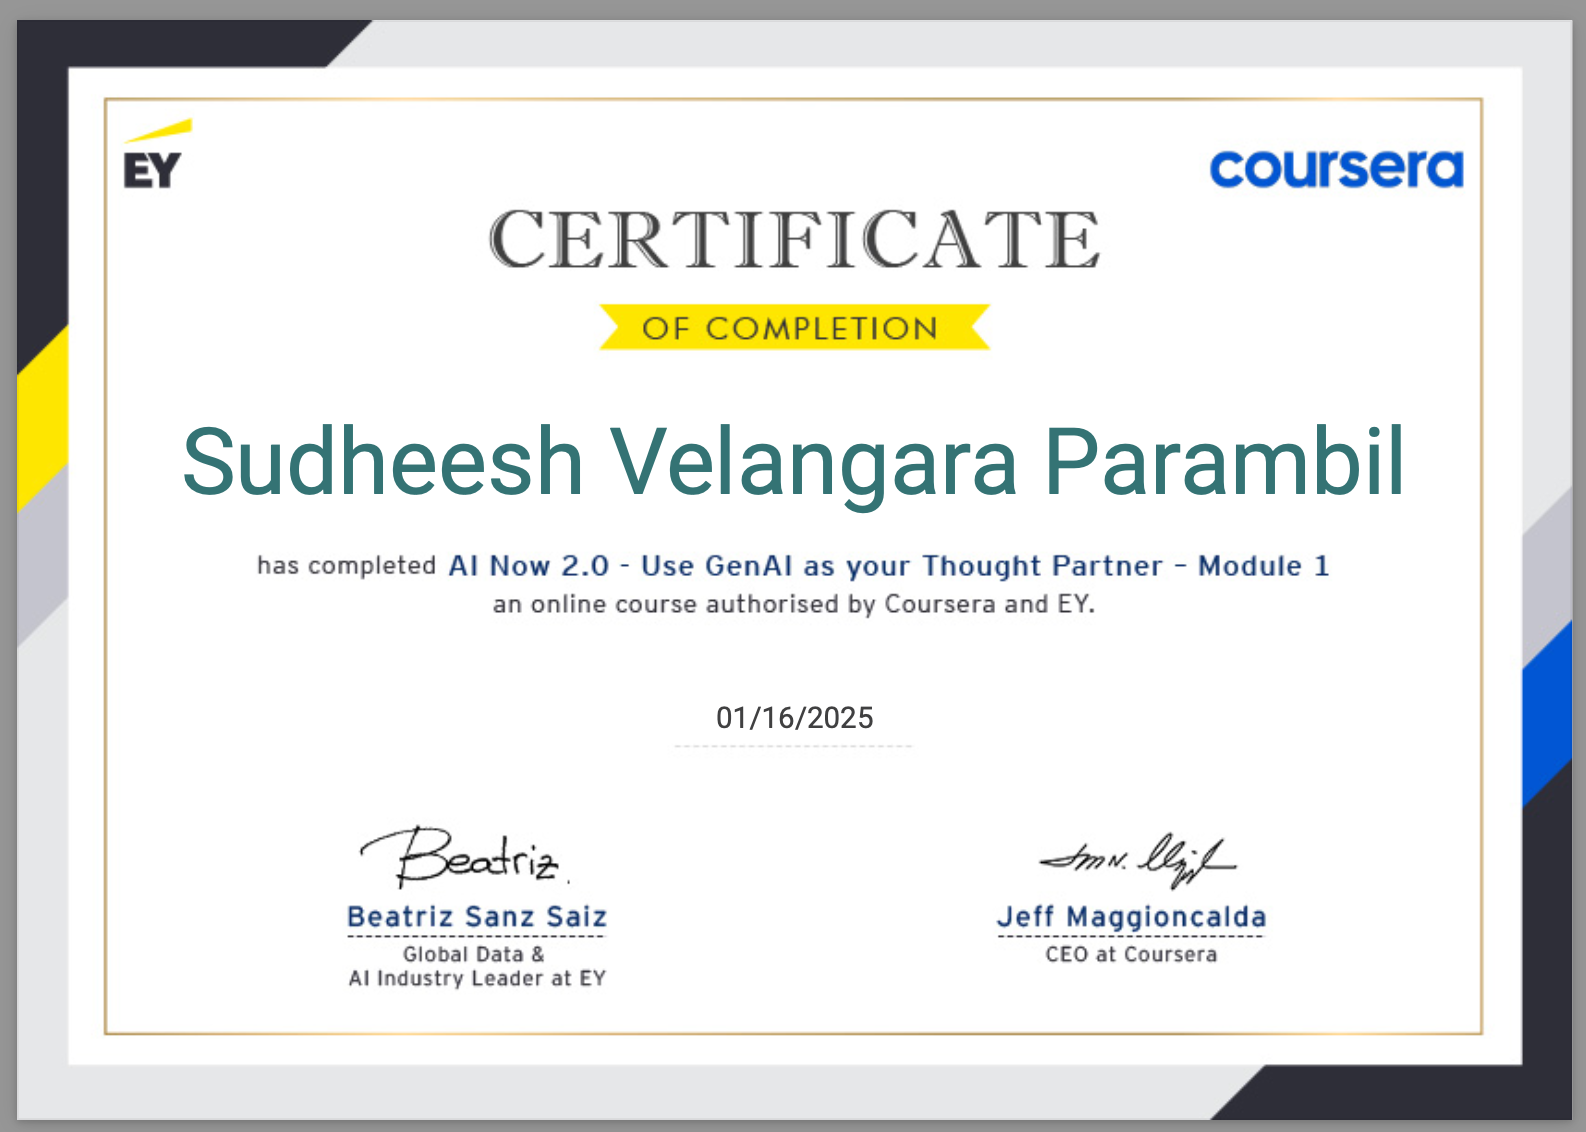 EY
coursera
CERTIFICATE
OF COMPLETION
Sudheesh Velangara Parambil
has completed AI Now 2.0 - Use GenAI as your Thought Partner – Module 1
an online course authorised by Coursera and EY.
01/16/2025
Beatriz.
Beatriz Sanz Saiz
Global Data &
AI Industry Leader at EY
Jeff Maggioncalda
CEO at Coursera